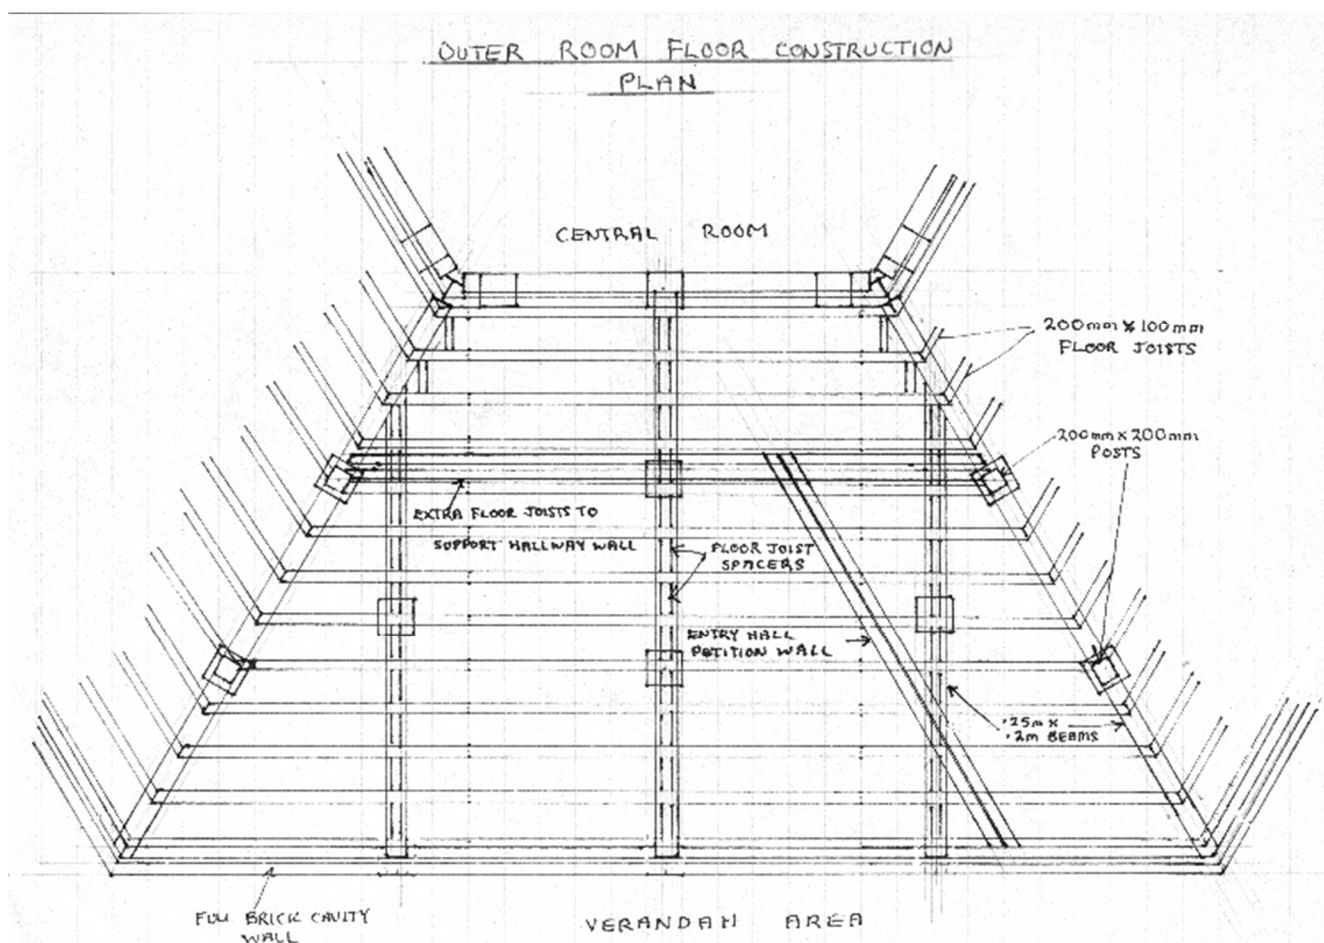 OUTER ROOM FLOOR CONSTRUCTION
PLAN
CENTRAL ROOM
200mm x 100mm
FLOOR JOISTS
200mm x 200mm
POSTS
EXTRA FLOOR JOISTS TO
SUPPORT HALLWAY WALL
FLOOR JOIST
SPACERS
ENTRY HALL
PETITION WALL
.25m x
.2m BEAMS
FULL BRICK CAVITY
WALL
VERANDAH AREA